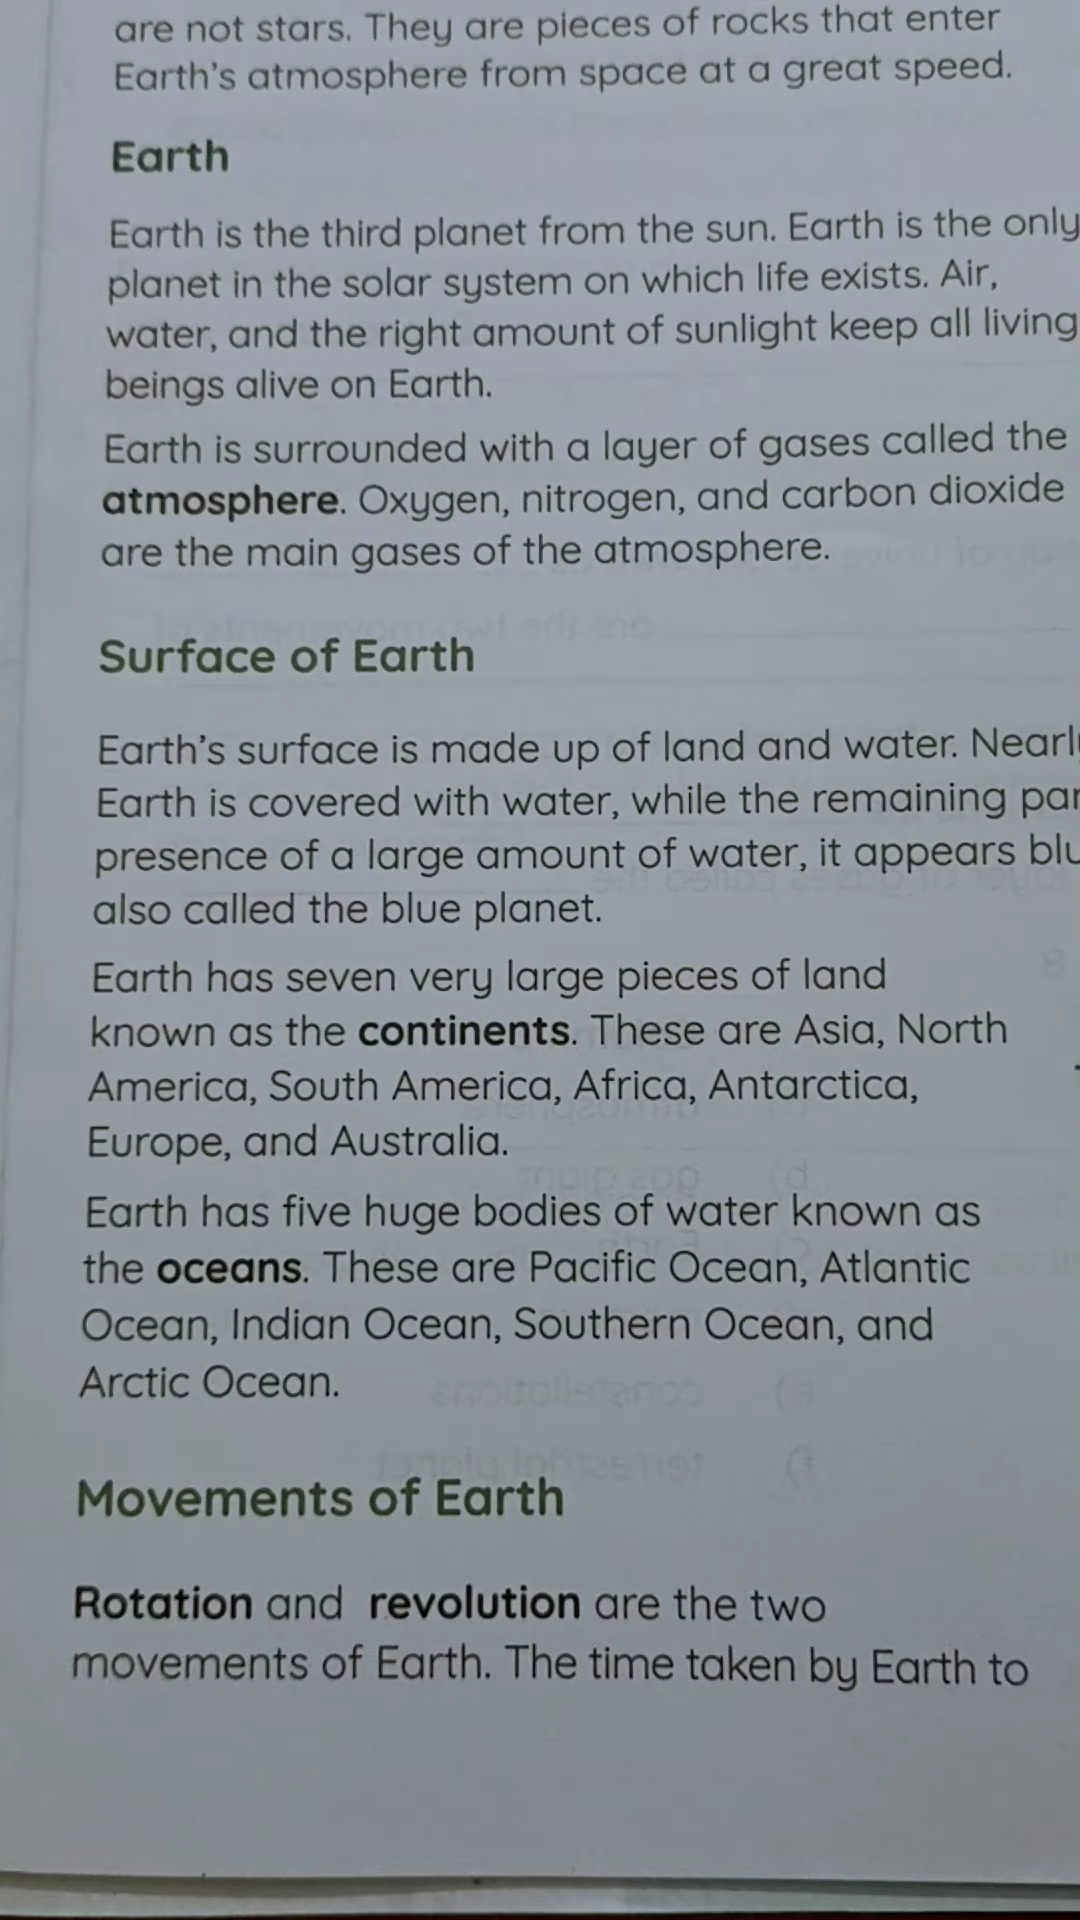 are not stars. They are pieces of rocks that enter
Earth's atmosphere from space at a great speed.
Earth
Earth is the third planet from the sun. Earth is the only
planet in the solar system on which life exists. Air,
water, and the right amount of sunlight keep all living
beings alive on Earth.
Earth is surrounded with a layer of gases called the
atmosphere. Oxygen, nitrogen, and carbon dioxide
are the main gases of the atmosphere.
Surface of Earth
Earth's surface is made up of land and water.
Earth is covered with water, while the remaining
presence of a large amount of water, it appears
also called the blue planet.
Earth has seven very large pieces of land
known as the continents. These are Asia, North
America, South America, Africa, Antarctica,
Europe, and Australia.
Earth has five huge bodies of water known as
the oceans. These are Pacific Ocean, Atlantic
Ocean, Indian Ocean, Southern Ocean, and
Arctic Ocean.
Movements of Earth
Rotation and revolution are the two
movements of Earth. The time taken by Earth to